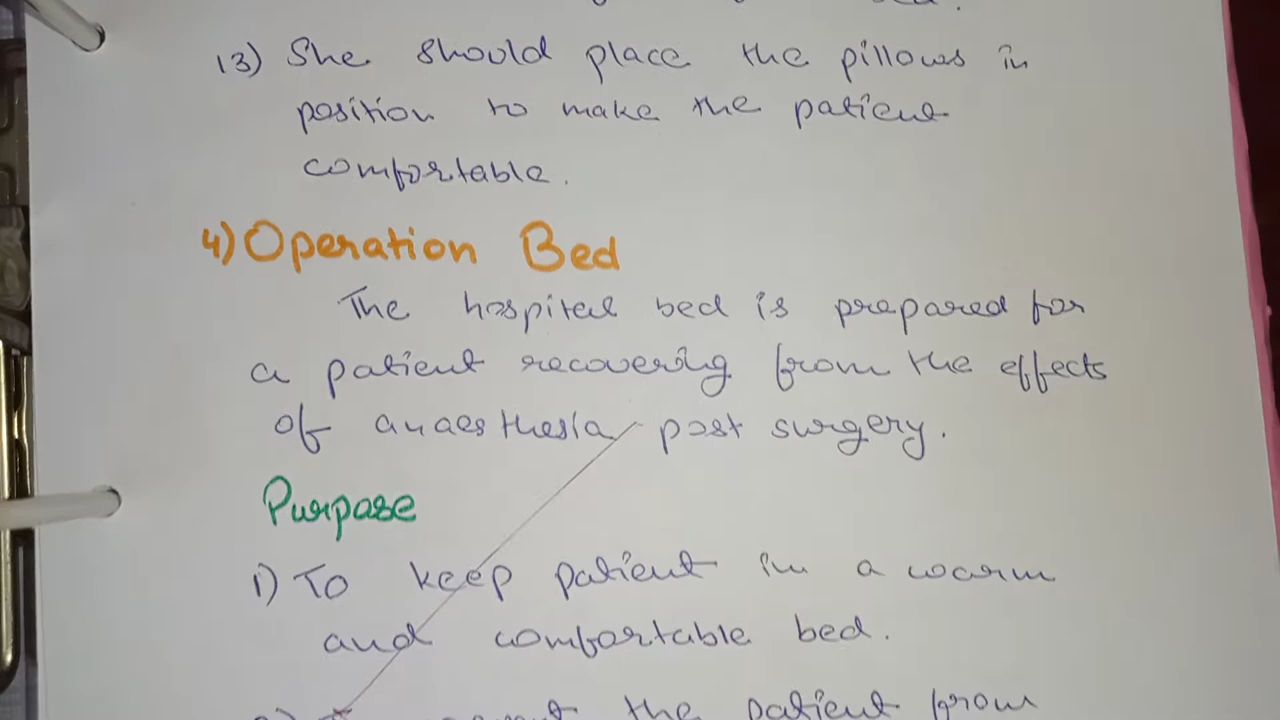 13) She should place the pillows in
position to make the patient
comfortable.
4) Operation Bed
The hospital bed is prepared for
a patient recovering from the effects
of anaesthesia post surgery.
Purpose
1) To keep patient in a warm
and comfortable bed.
the patient from